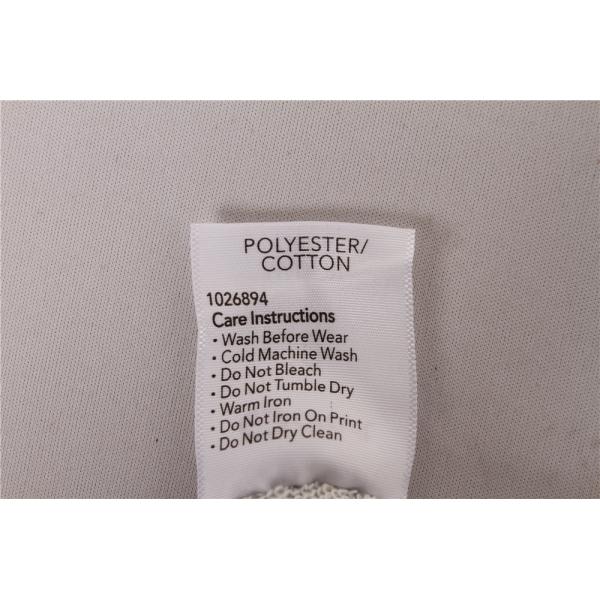 POLYESTER/
COTTON
1026894
Care Instructions
• Wash Before Wear
• Cold Machine Wash
• Do Not Bleach
• Do Not Tumble Dry
• Warm Iron
• Do Not Iron On Print
• Do Not Dry Clean